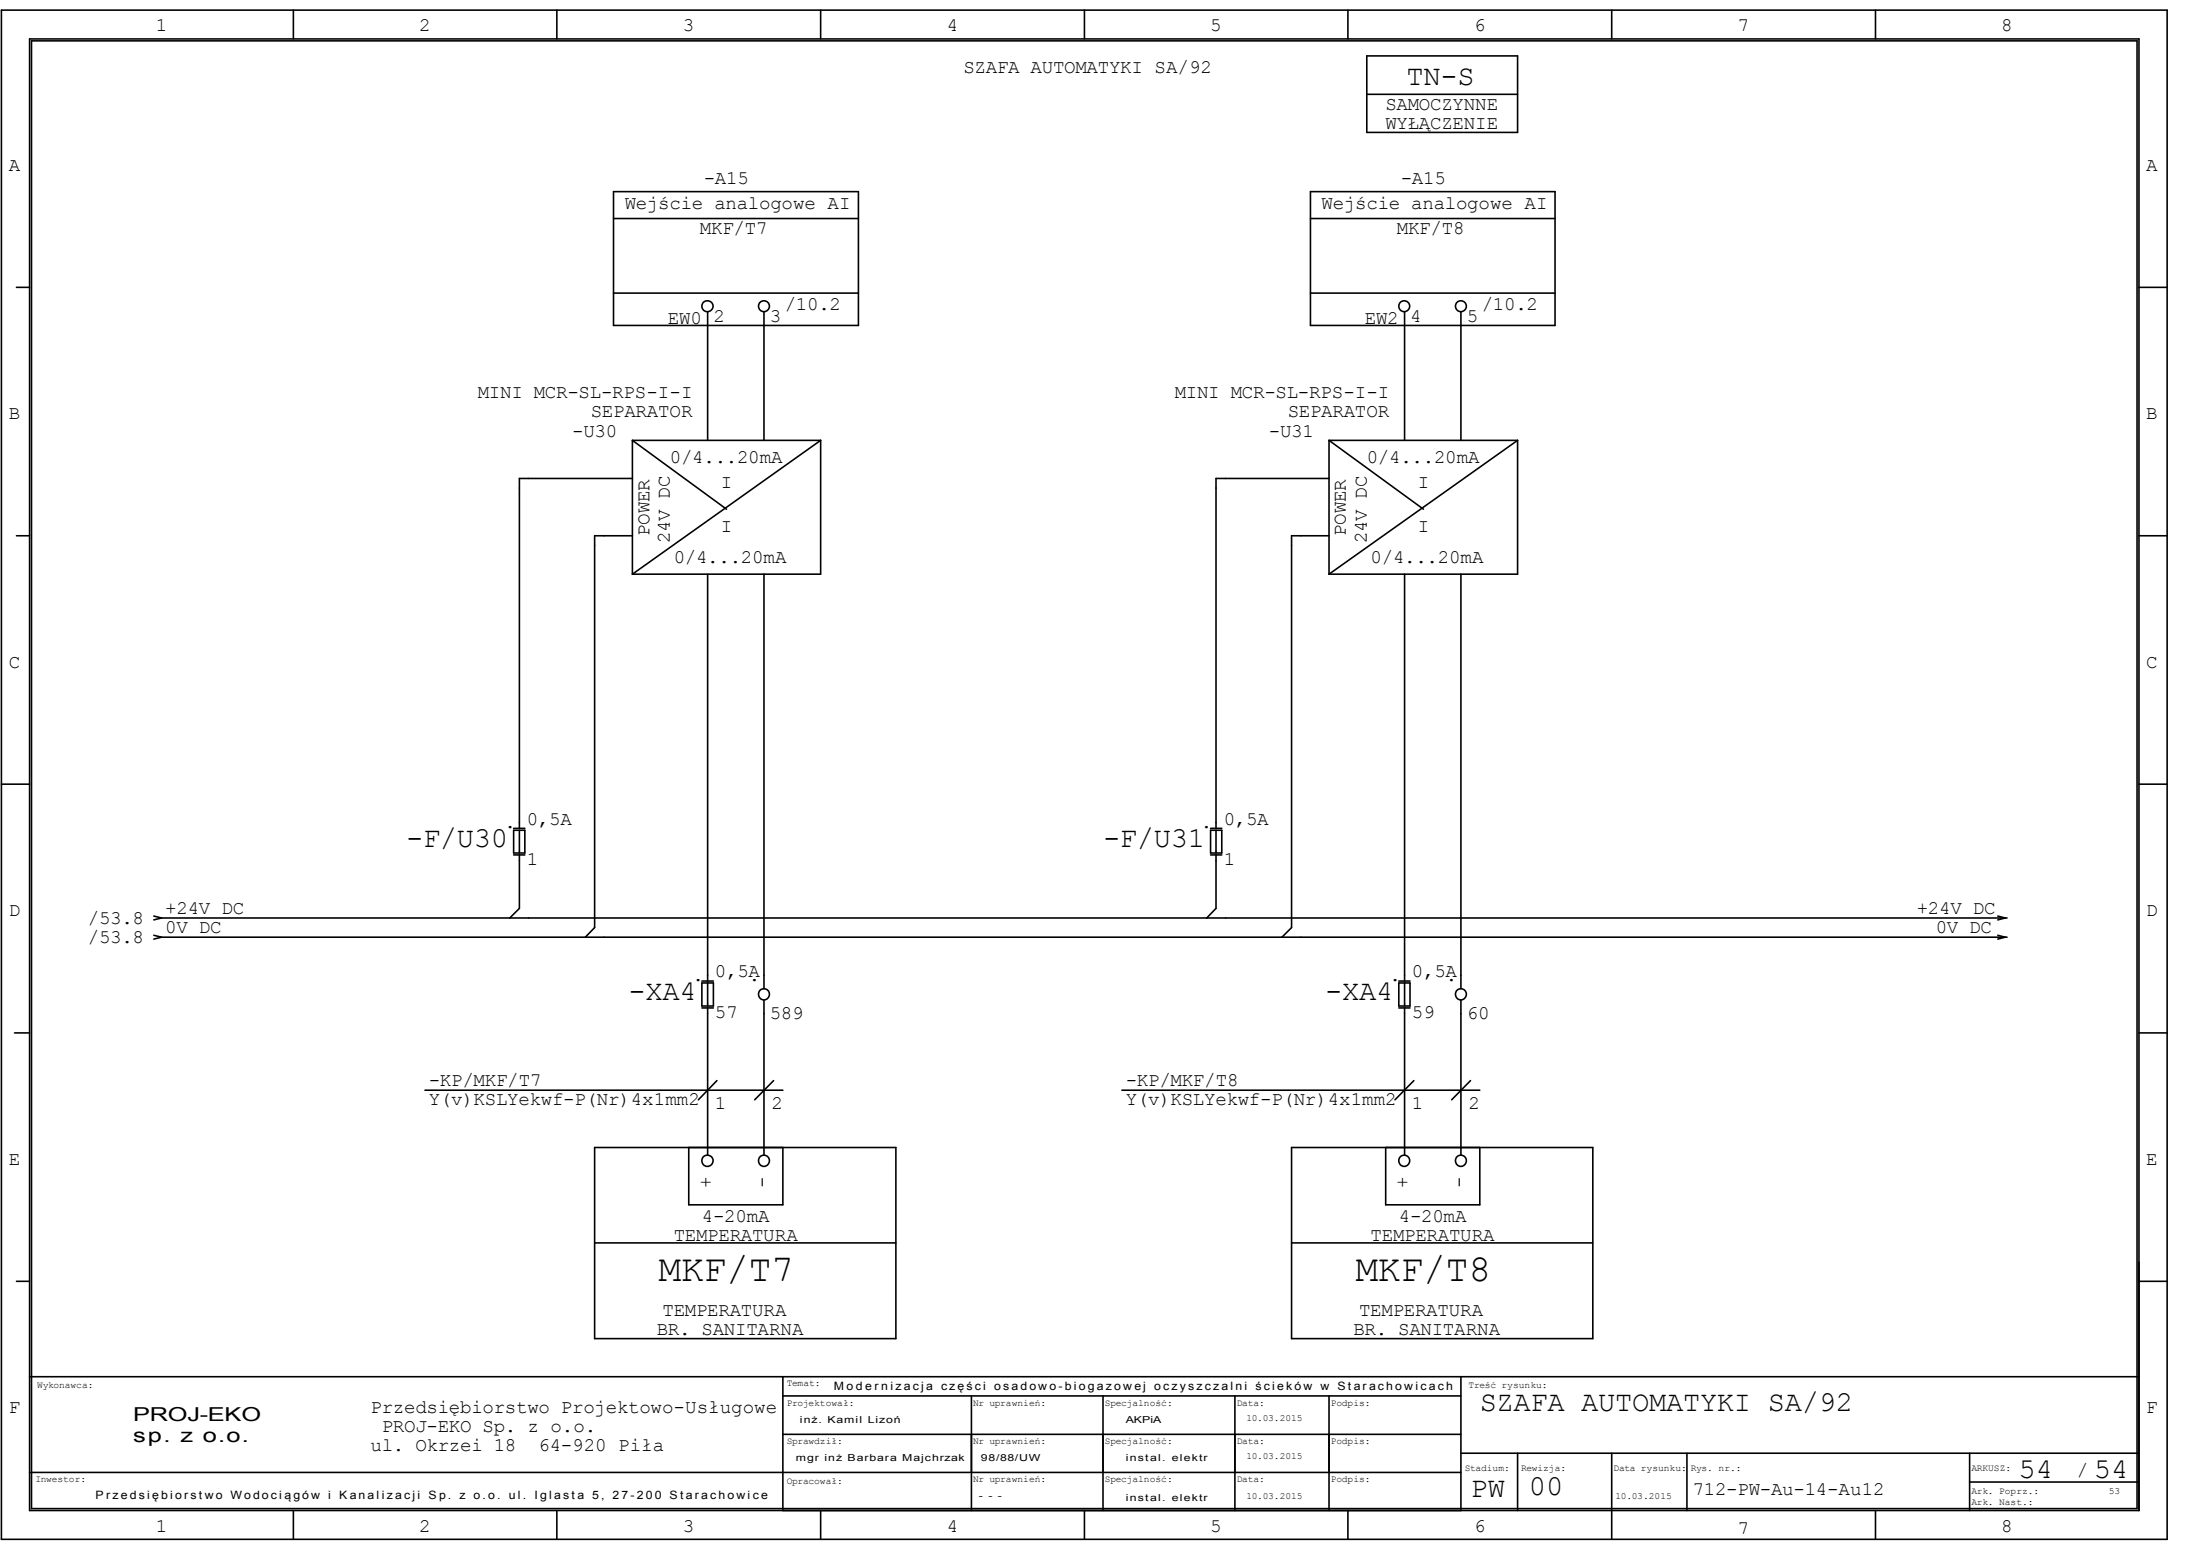 1 2 3 4 5 6 7 8
SZAFA AUTOMATYKI SA/92
TN-S
SAMOCZYNNE
WYŁĄCZENIE
A A
-A15
Wejście analogowe AI
MKF/T7
EW0 2 3 /10.2
-A15
Wejście analogowe AI
MKF/T8
EW2 4 5 /10.2
B B
MINI MCR-SL-RPS-I-I
SEPARATOR
-U30
0/4...20mA
I
POWER
24V DC
I
0/4...20mA
MINI MCR-SL-RPS-I-I
SEPARATOR
-U31
0/4...20mA
I
POWER
24V DC
I
0/4...20mA
C C
-F/U30 0,5A
1
-F/U31 0,5A
1
D D
/53.8 +24V DC +24V DC
/53.8 0V DC 0V DC
-XA4 0,5A
57 589
-XA4 0,5A
59 60
-KP/MKF/T7
Y(v)KSLYekwf-P(Nr)4x1mm2 1 2
-KP/MKF/T8
Y(v)KSLYekwf-P(Nr)4x1mm2 1 2
E E
+ -
4-20mA
TEMPERATURA
MKF/T7
TEMPERATURA
BR. SANITARNA
+ -
4-20mA
TEMPERATURA
MKF/T8
TEMPERATURA
BR. SANITARNA
F F
Wykonawca:
PROJ-EKO
sp. z o.o.
Przedsiębiorstwo Projektowo-Usługowe
PROJ-EKO Sp. z o.o.
ul. Okrzei 18 64-920 Piła
Inwestor:
Przedsiębiorstwo Wodociągów i Kanalizacji Sp. z o.o. ul. Iglasta 5, 27-200 Starachowice
Temat: Modernizacja części osadowo-biogazowej oczyszczalni ścieków w Starachowicach
Projektował: Nr uprawnień: Specjalność: Data: Podpis:
inż. Kamil Lizoń AKPiA 10.03.2015
Sprawdził: Nr uprawnień: Specjalność: Data: Podpis:
mgr inż Barbara Majchrzak 98/88/UW instal. elektr 10.03.2015
Opracował: Nr uprawnień: Specjalność: Data: Podpis:
--- instal. elektr 10.03.2015
Treść rysunku:
SZAFA AUTOMATYKI SA/92
Stadium: Rewizja: Data rysunku: Rys. nr.:
PW 00 10.03.2015 712-PW-Au-14-Au12
ARKUSZ: 54 / 54
Ark. Poprz.: 53
Ark. Nast.:
1 2 3 4 5 6 7 8